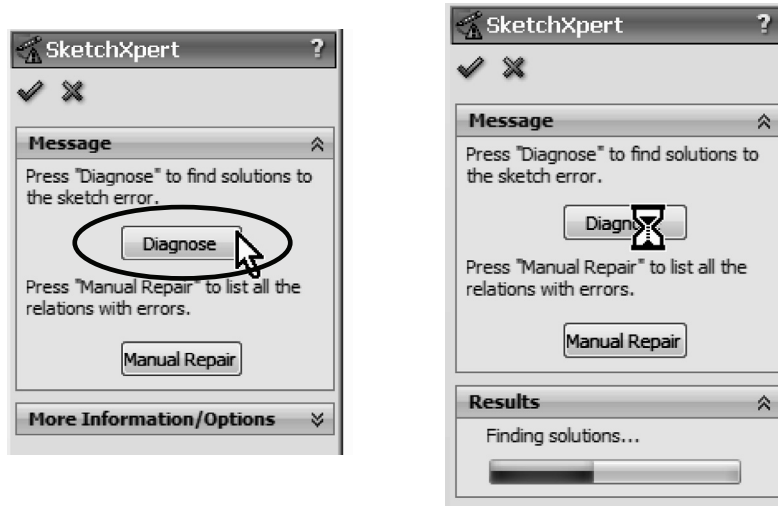 SketchXpert ?
Message
Press "Diagnose" to find solutions to
the sketch error.
Diagnose
Press "Manual Repair" to list all the
relations with errors.
Manual Repair
More Information/Options
SketchXpert ?
Message
Press "Diagnose" to find solutions to
the sketch error.
Press "Manual Repair" to list all the
relations with errors.
Manual Repair
Results
Finding solutions...